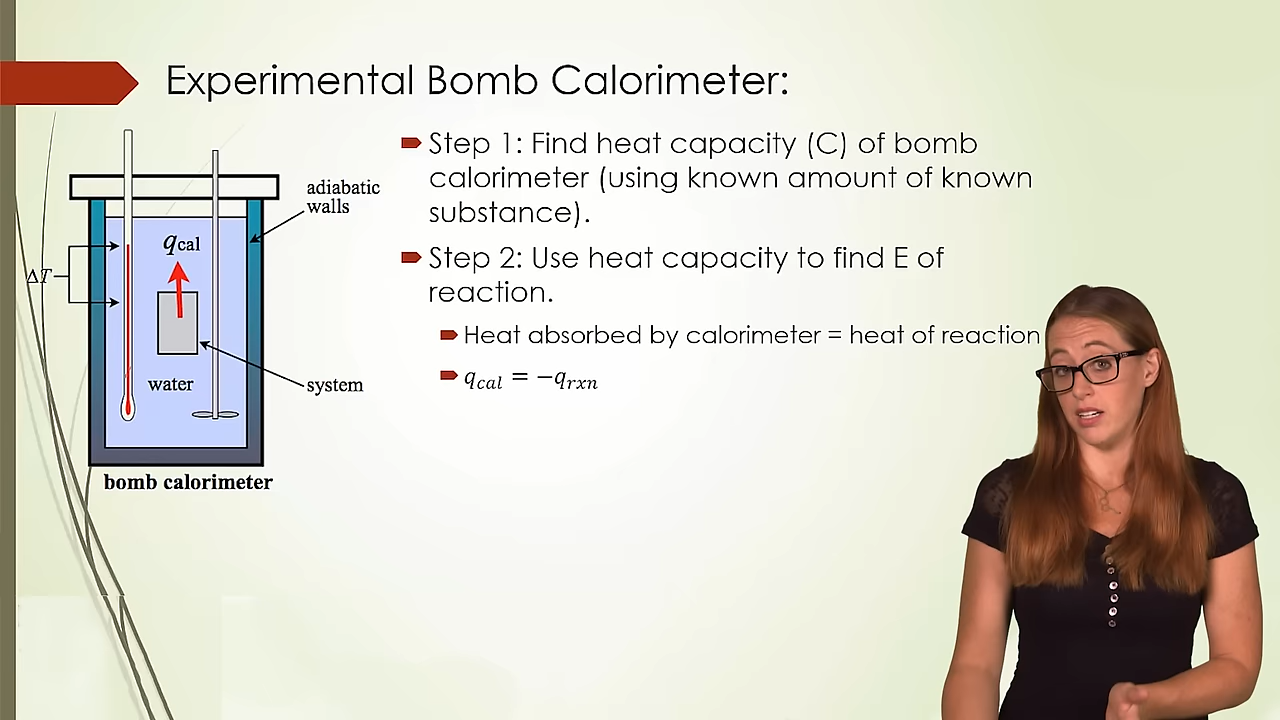 Experimental Bomb Calorimeter:
adiabatic
walls
qcal
ΔT
water
system
bomb calorimeter
Step 1: Find heat capacity (C) of bomb
calorimeter (using known amount of known
substance).
Step 2: Use heat capacity to find E of
reaction.
Heat absorbed by calorimeter = heat of reaction
q_cal = −q_rxn